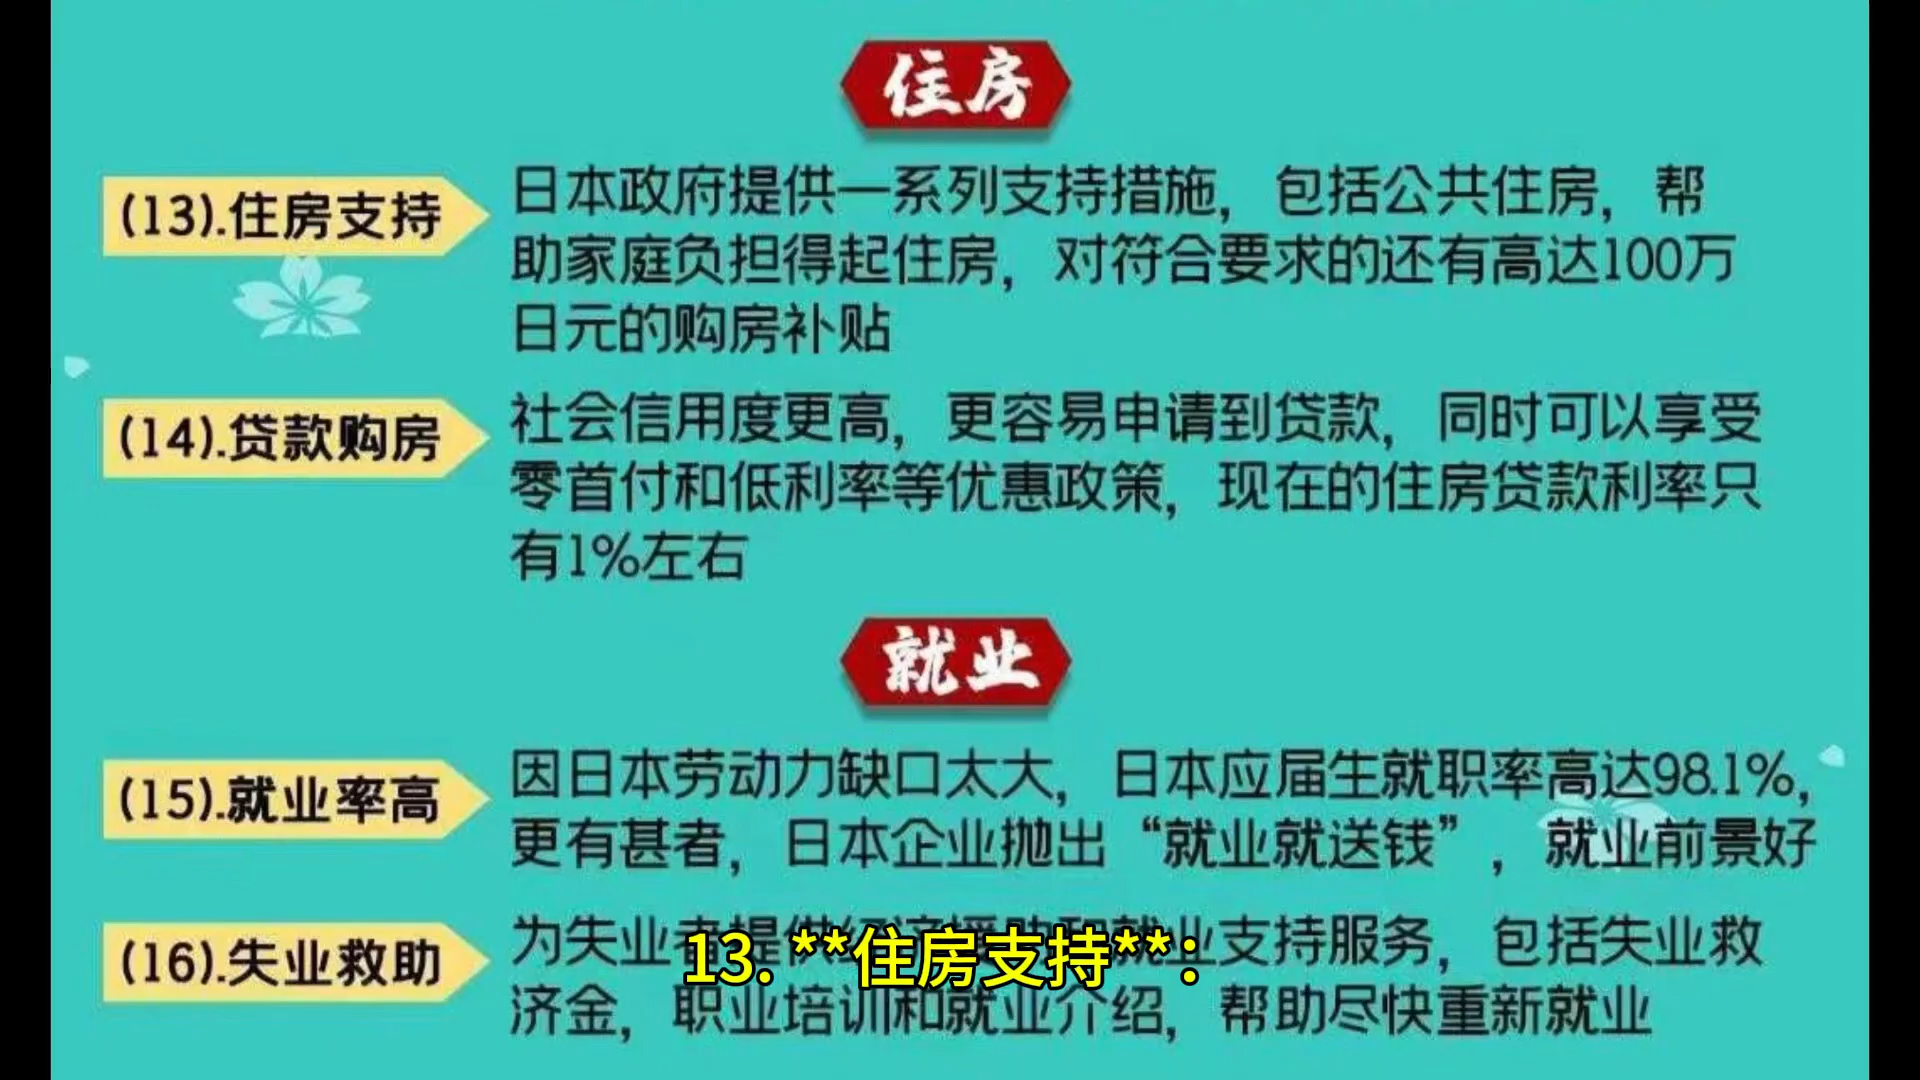 住房
(13).住房支持
日本政府提供一系列支持措施，包括公共住房，帮
助家庭负担得起住房，对符合要求的还有高达100万
日元的购房补贴
(14).贷款购房
社会信用度更高，更容易申请到贷款，同时可以享受
零首付和低利率等优惠政策，现在的住房贷款利率只
有1%左右
就业
(15).就业率高
因日本劳动力缺口太大，日本应届生就职率高达98.1%，
更有甚者，日本企业抛出“就业就送钱”，就业前景好
(16).失业救助
为失业者提供经济援助和就业支持服务，包括失业救
济金，职业培训和就业介绍，帮助尽快重新就业
13. **住房支持**：